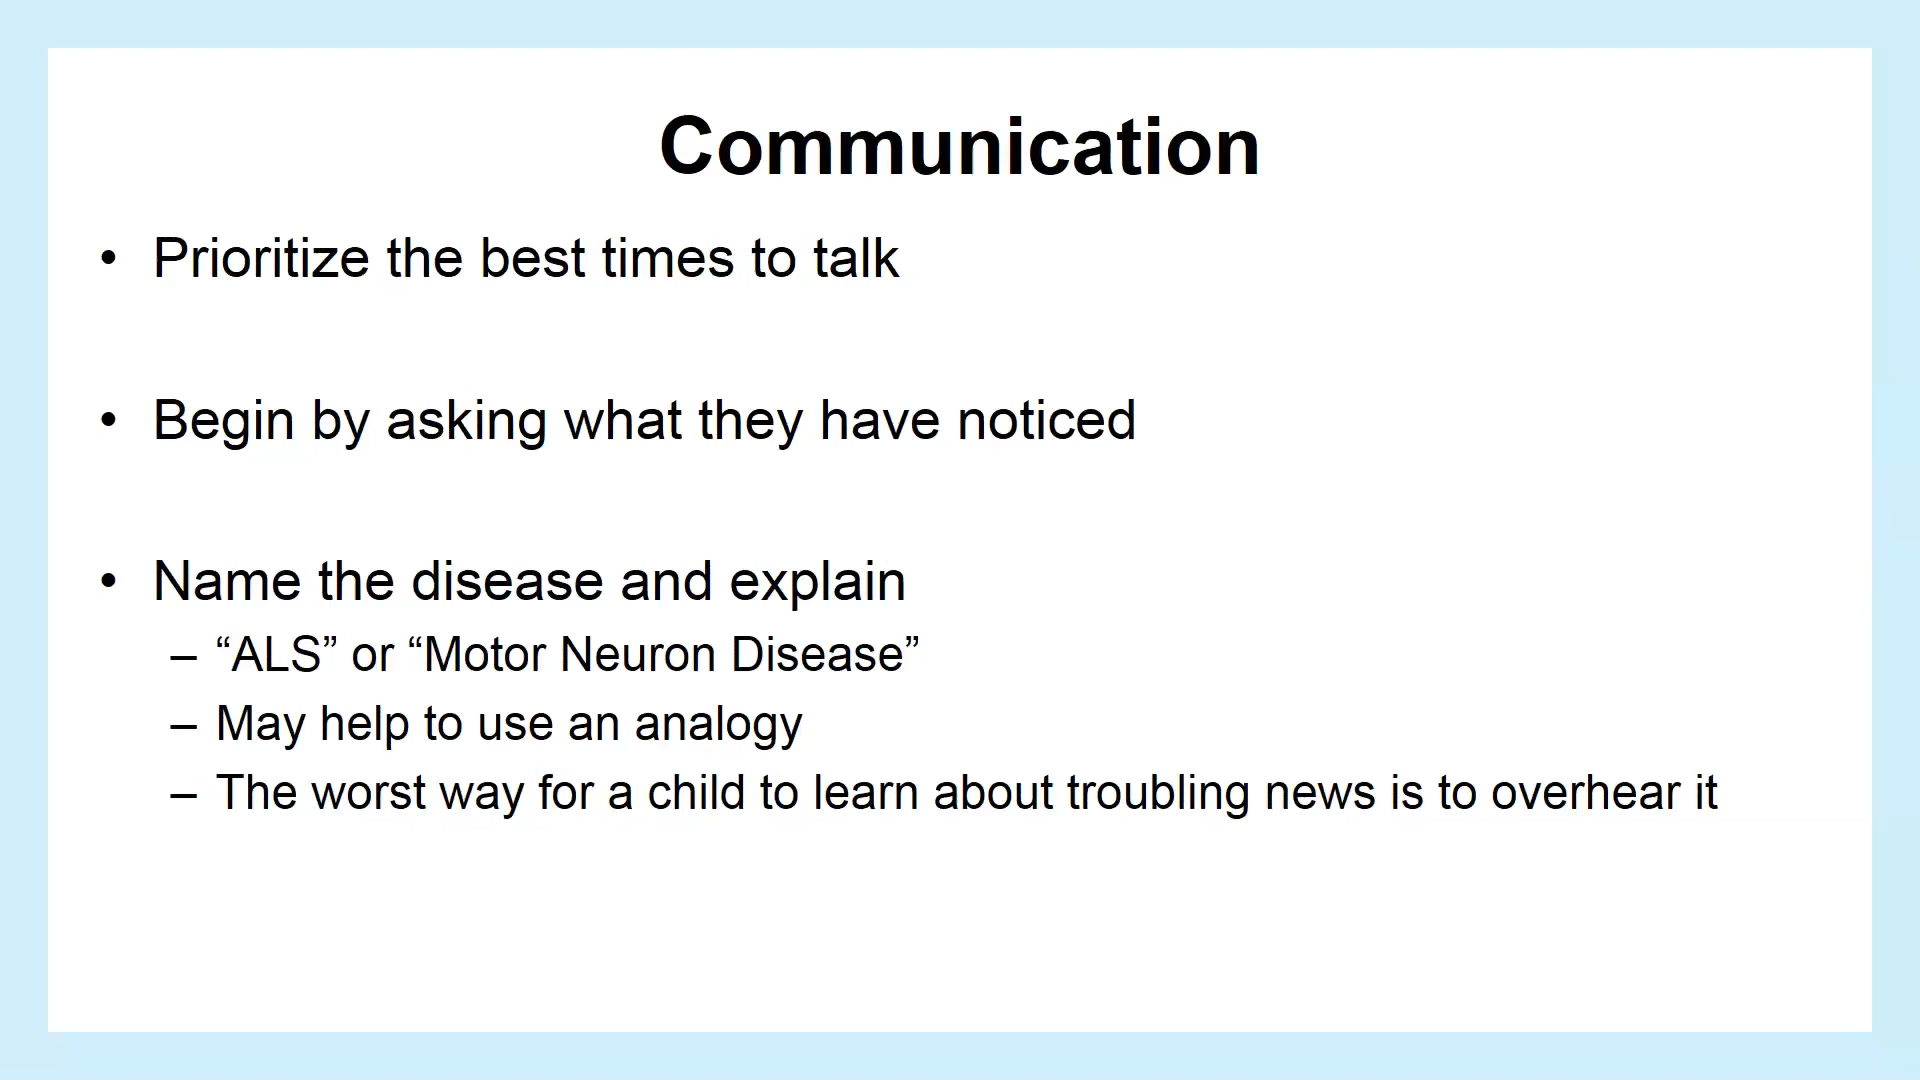 Communication
• Prioritize the best times to talk
• Begin by asking what they have noticed
• Name the disease and explain
– “ALS” or “Motor Neuron Disease”
– May help to use an analogy
– The worst way for a child to learn about troubling news is to overhear it